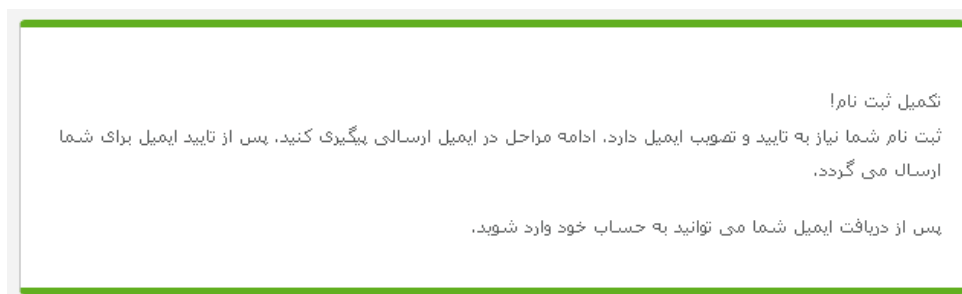 تکمیل ثبت نام!
ثبت نام شما نیاز به تایید و تصویب ایمیل دارد. ادامه مراحل در ایمیل ارسالی پیگیری کنید. پس از تایید ایمیل برای شما
ارسال می گردد.
پس از دریافت ایمیل شما می توانید به حساب خود وارد شوید.